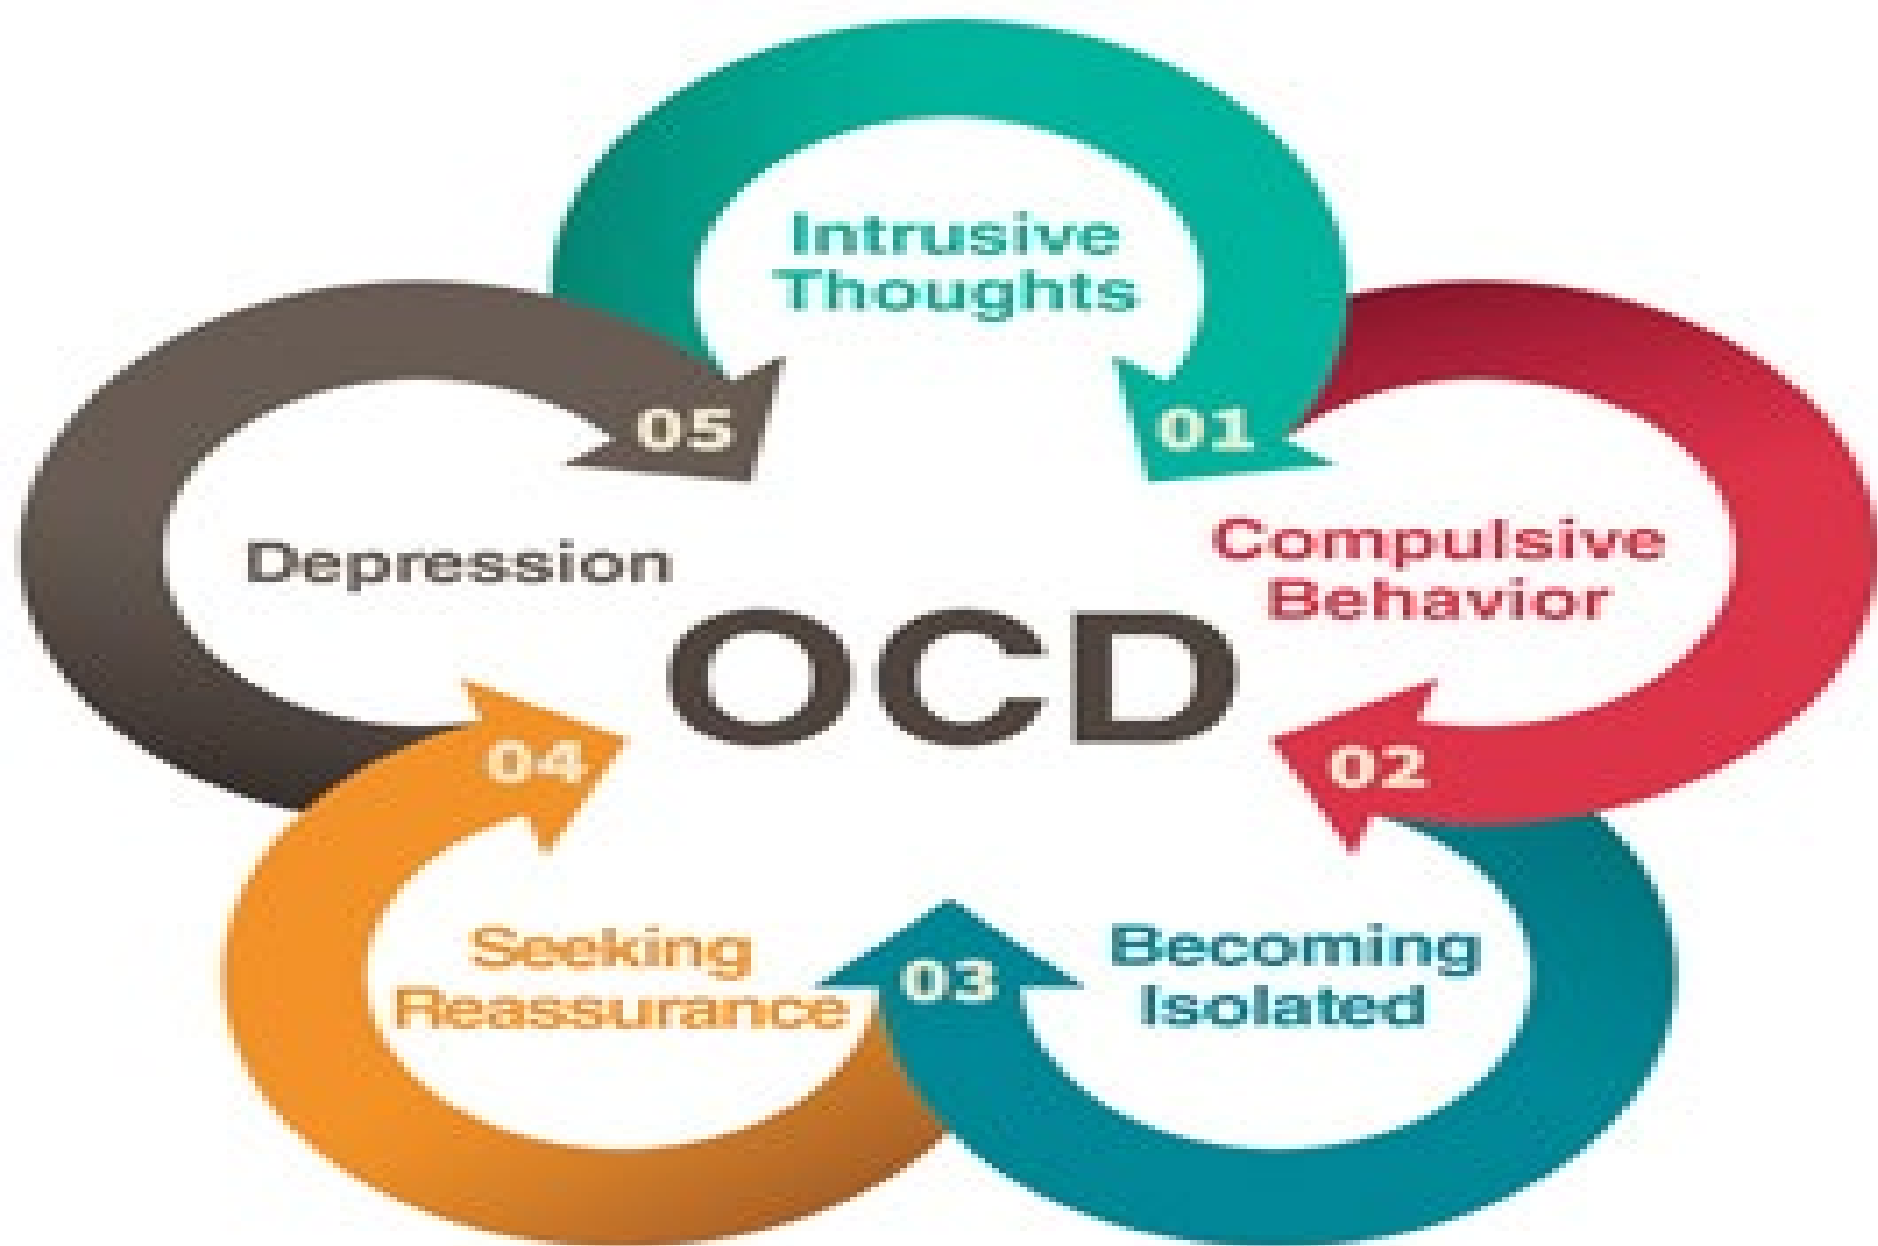 Intrusive
Thoughts
01
Compulsive
Behavior
02
Becoming
Isolated
03
Seeking
Reassurance
04
Depression
05
OCD